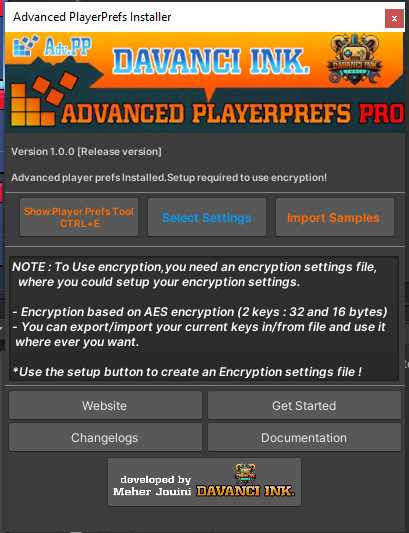 Advanced PlayerPrefs Installer
x
Adv.PP
DAVANCI INK.
DAVANCI INK.
ADVANCED PLAYERPREFS PRO
Version 1.0.0 [Release version]
Advanced player prefs Installed.Setup required to use encryption!
Show Player Prefs Tool
CTRL+E
Select Settings
Import Samples
NOTE : To Use encryption,you need an encryption settings file,
where you could setup your encryption settings.
- Encryption based on AES encryption (2 keys : 32 and 16 bytes)
- You can export/import your current keys in/from file and use it
where ever you want.
*Use the setup button to create an Encryption settings file !
Website
Get Started
Changelogs
Documentation
developed by
Meher Jouini
DAVANCI INK.